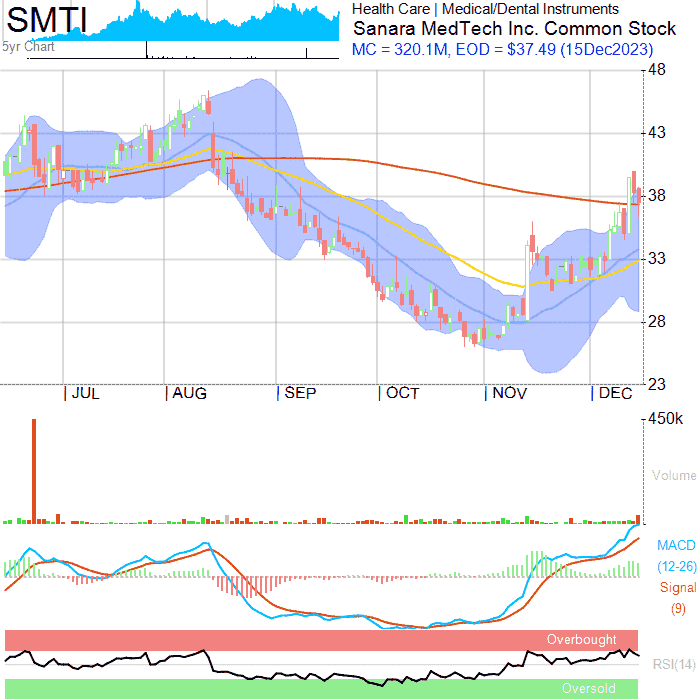 SMTI
5yr Chart
Health Care | Medical/Dental Instruments
Sanara MedTech Inc. Common Stock
MC = 320.1M, EOD = $37.49 (15Dec2023)
48
43
38
33
28
23
JUL AUG SEP OCT NOV DEC
450k
Volume
MACD
(12-26)
Signal
(9)
Overbought
RSI(14)
Oversold